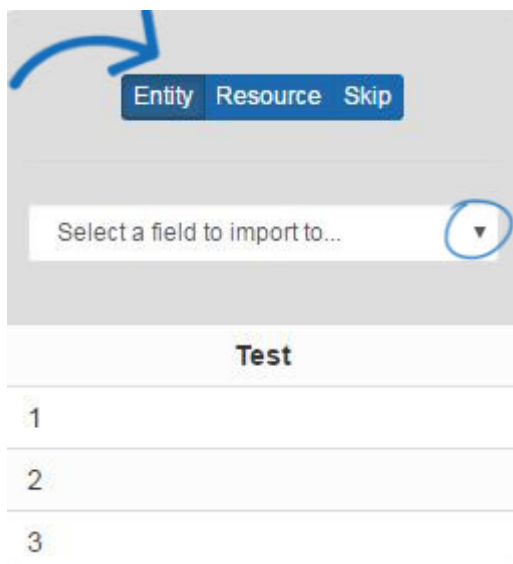 Entity Resource Skip
Select a field to import to...
Test
1
2
3